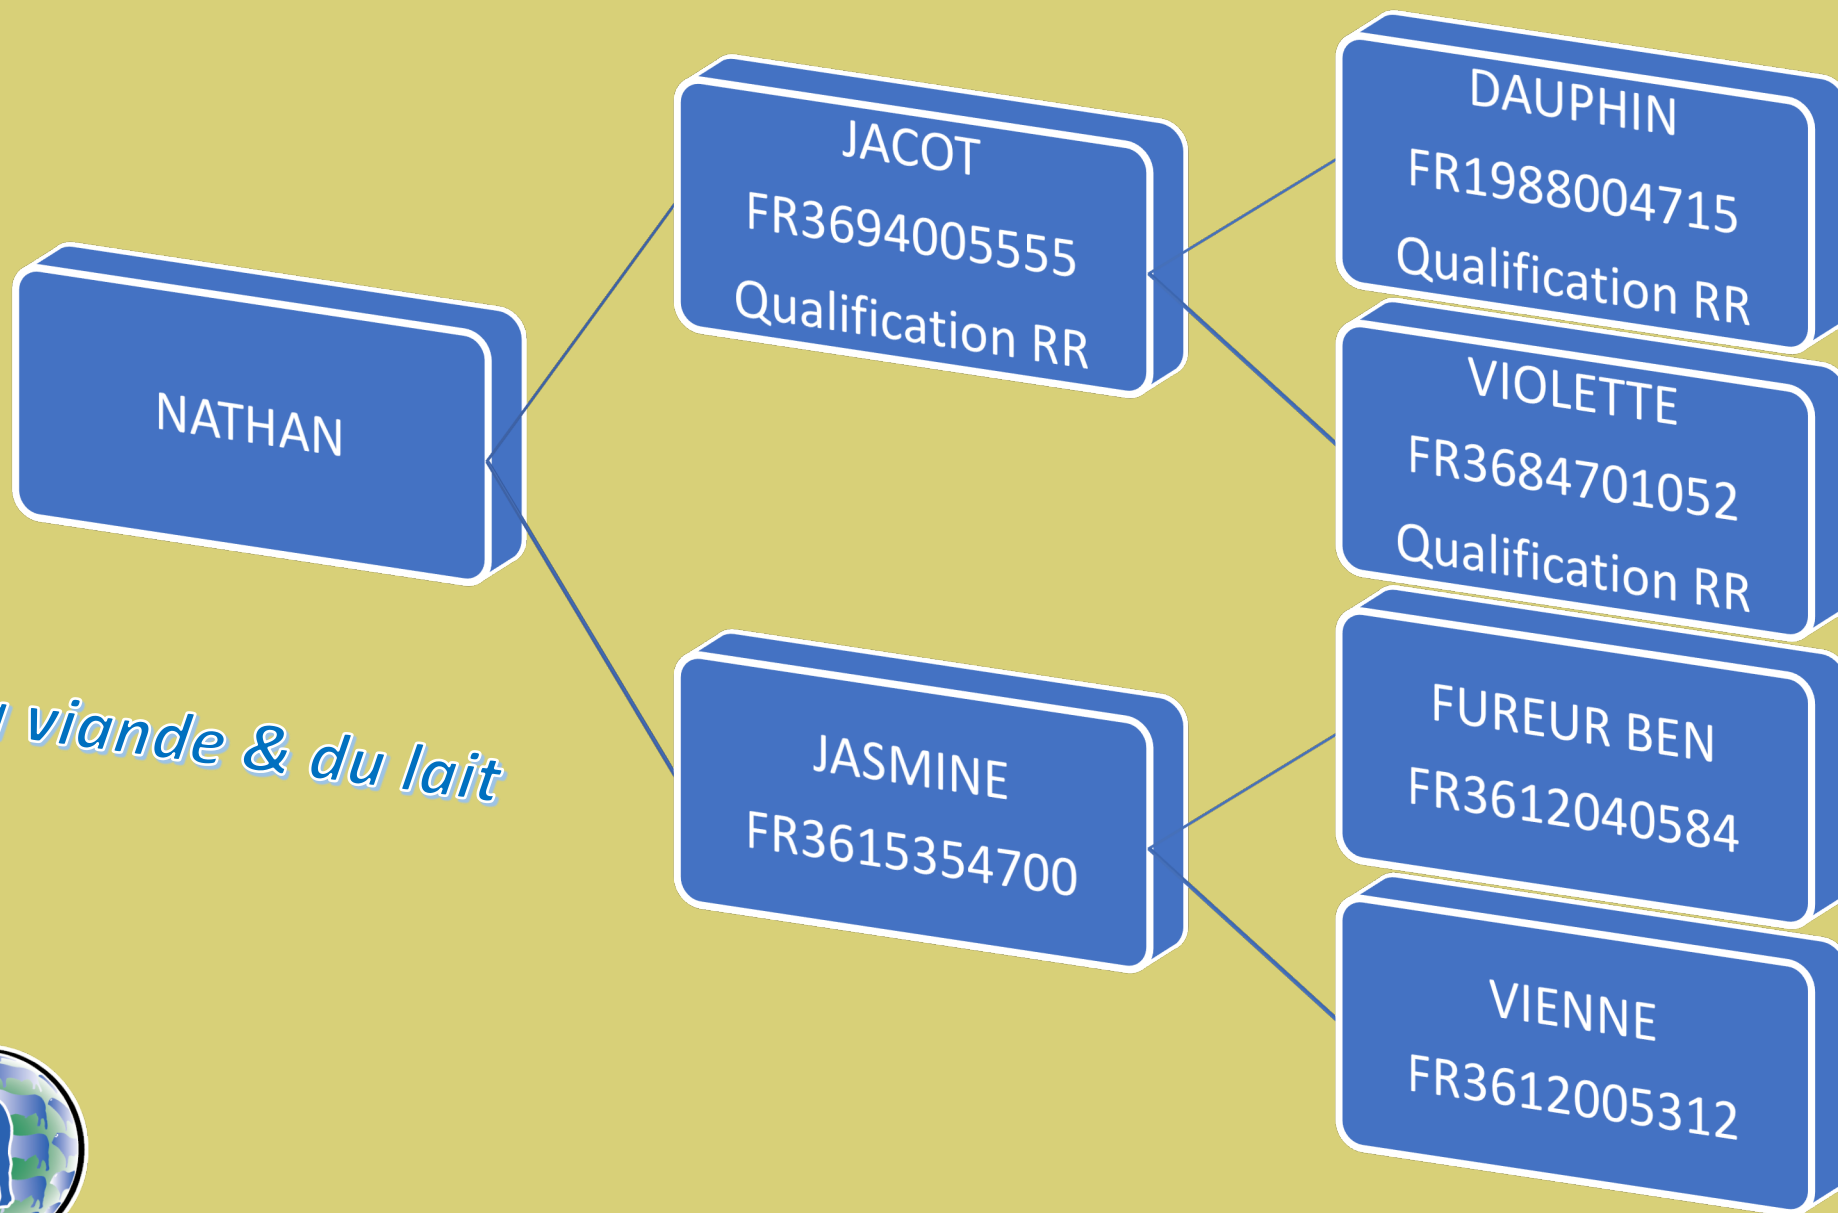 NATHAN
JACOT
FR3694005555
Qualification RR
JASMINE
FR3615354700
DAUPHIN
FR1988004715
Qualification RR
VIOLETTE
FR3684701052
Qualification RR
FUREUR BEN
FR3612040584
VIENNE
FR3612005312
viande & du lait